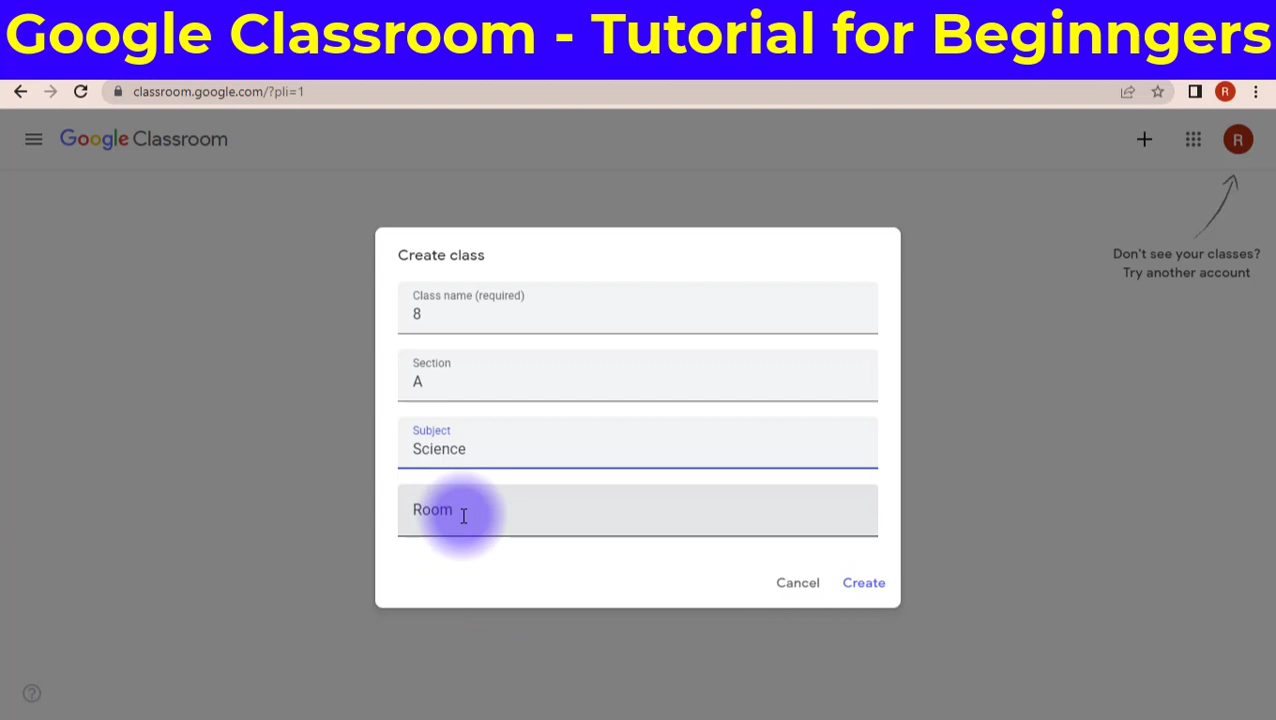 Google Classroom - Tutorial for Beginngers
classroom.google.com/?pli=1
R
Google Classroom
R
Don't see your classes?
Try another account
Create class
Class name (required)
8
Section
A
Subject
Science
Room
Cancel
Create